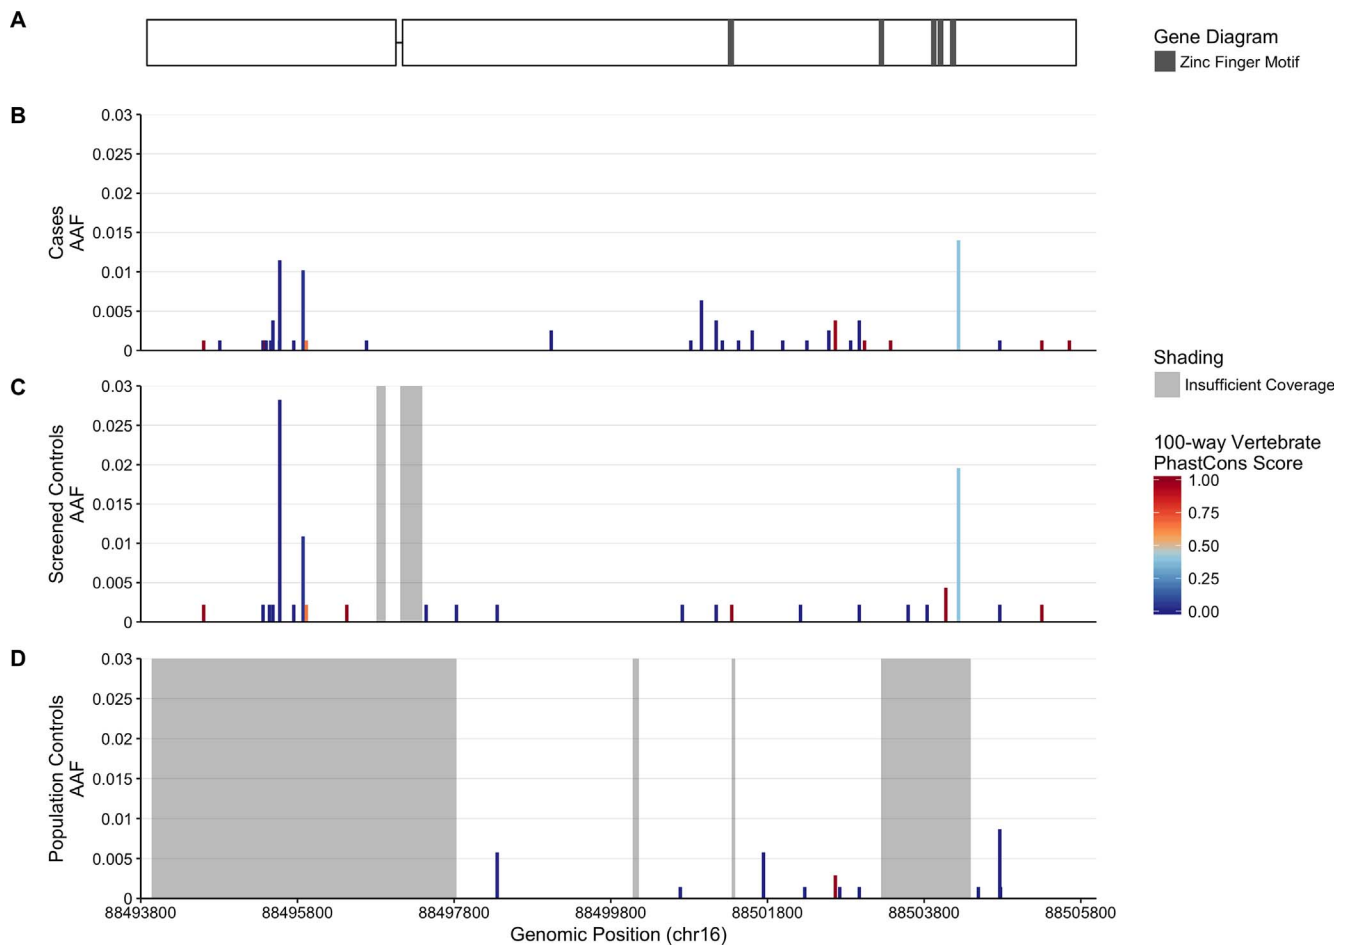 A
Gene Diagram
Zinc Finger Motif
B
0.03
0.025
0.02
0.015
0.01
0.005
0
Cases
AAF
Shading
Insufficient Coverage
C
0.03
0.025
0.02
0.015
0.01
0.005
0
Screened Controls
AAF
100-way Vertebrate
PhastCons Score
1.00
0.75
0.50
0.25
0.00
D
0.03
0.025
0.02
0.015
0.01
0.005
0
Population Controls
AAF
88493800 88495800 88497800 88499800 88501800 88503800 88505800
Genomic Position (chr16)